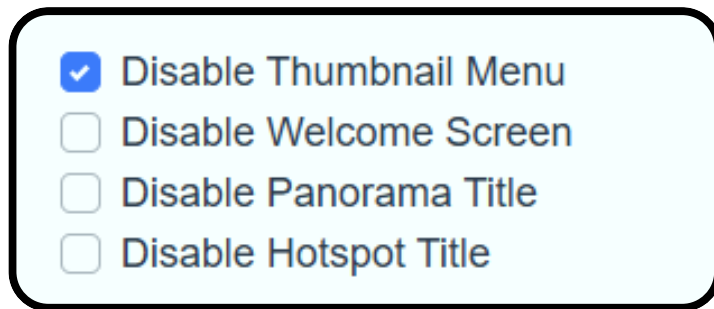 Disable Thumbnail Menu
Disable Welcome Screen
Disable Panorama Title
Disable Hotspot Title